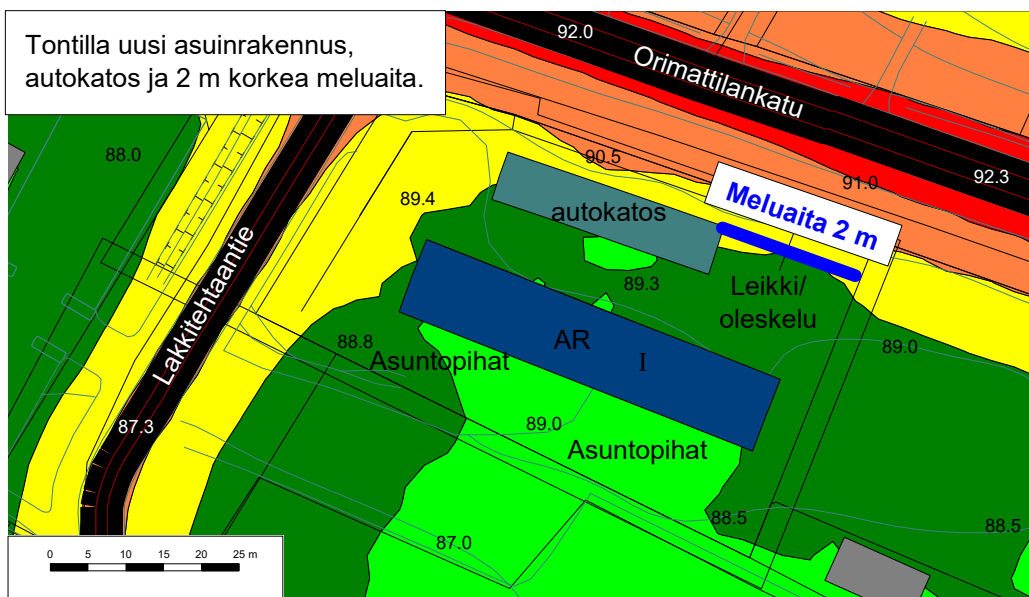 Tontilla uusi asuinrakennus,
autokatos ja 2 m korkea meluaita.
92.0
Orimattilankatu
92.3
88.0
90.5
91.0
89.4
autokatos
Meluaita 2 m
Lakkitehtaantie
89.3
Leikki/
oleskelu
88.8
Asuntopihat
AR
I
89.0
87.3
89.0
Asuntopihat
88.5
88.5
87.0
0 5 10 15 20 25 m